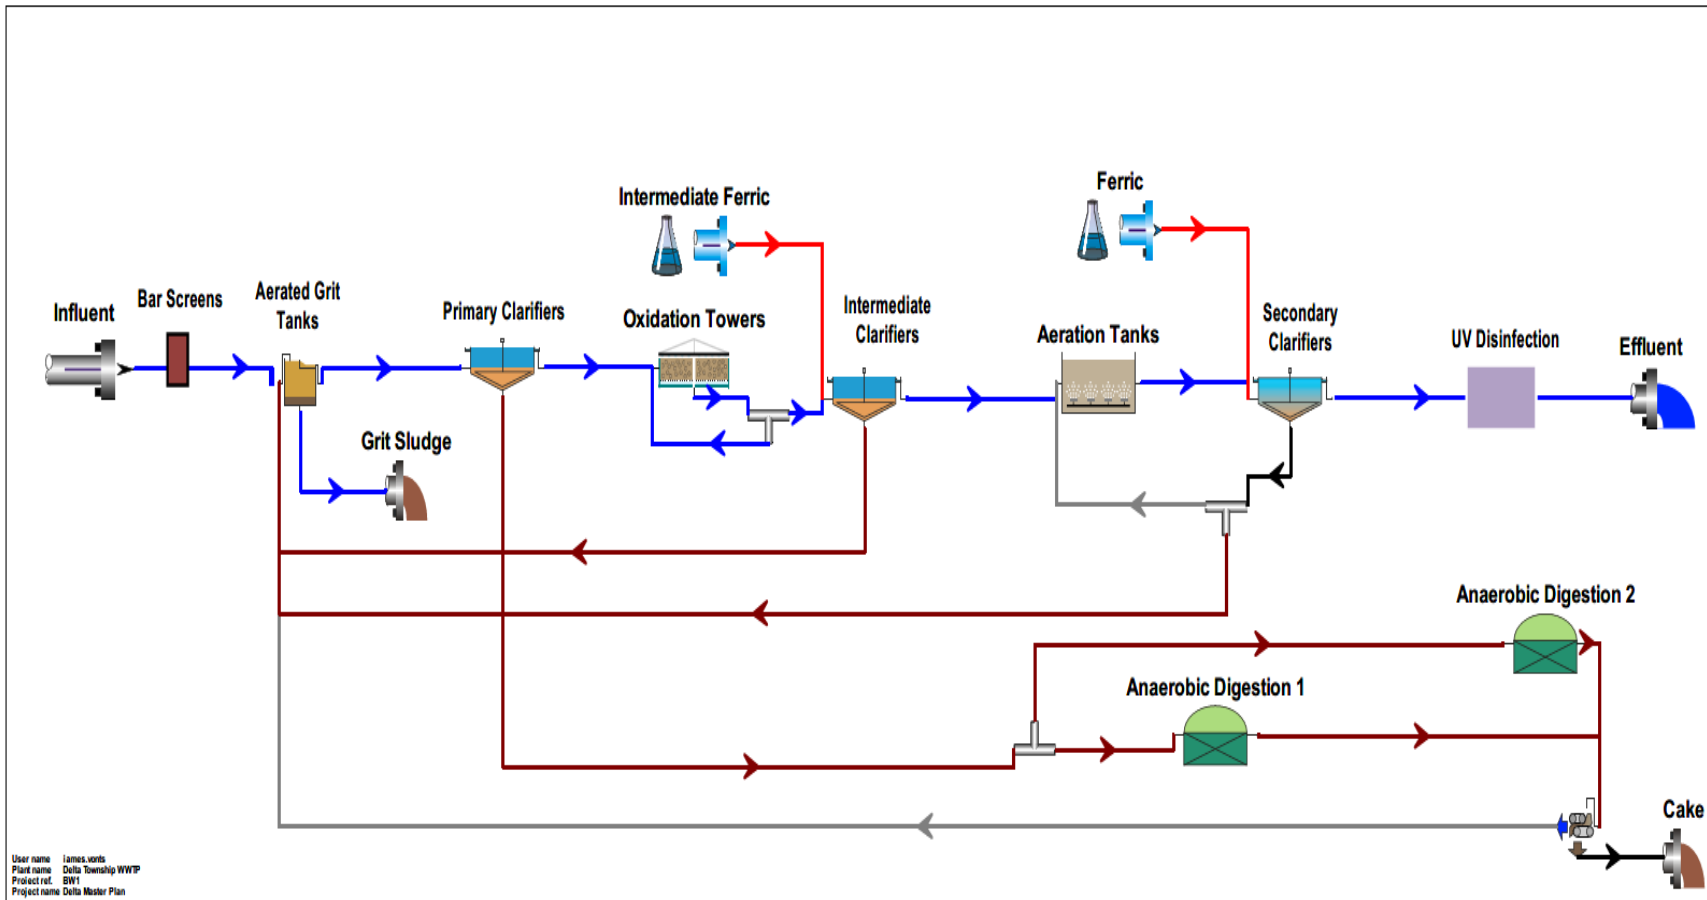 Ferric
Intermediate Ferric
Aerated Grit
Tanks
Bar Screens
Influent
Primary Clarifiers
Oxidation Towers
Intermediate
Clarifiers
Aeration Tanks
Secondary
Clarifiers
UV Disinfection
Effluent
Grit Sludge
Anaerobic Digestion 2
Anaerobic Digestion 1
Cake
User name james.vonts
Plant name Delta Township WWTP
Project ref. BW1
Project name Delta Master Plan